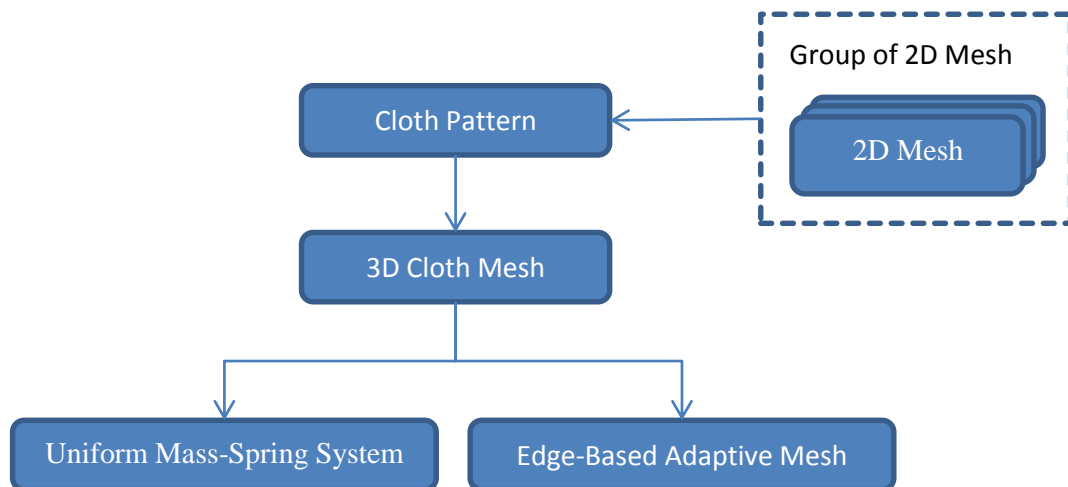 Group of 2D Mesh
Cloth Pattern
2D Mesh
3D Cloth Mesh
Uniform Mass-Spring System
Edge-Based Adaptive Mesh